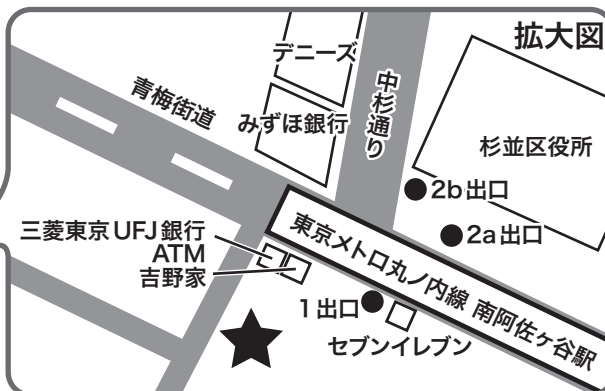 拡大図
デニーズ
中杉通り
青梅街道
みずほ銀行
杉並区役所
2b出口
2a出口
三菱東京UFJ銀行
ATM
吉野家
東京メトロ丸ノ内線 南阿佐ヶ谷駅
1出口
セブンイレブン